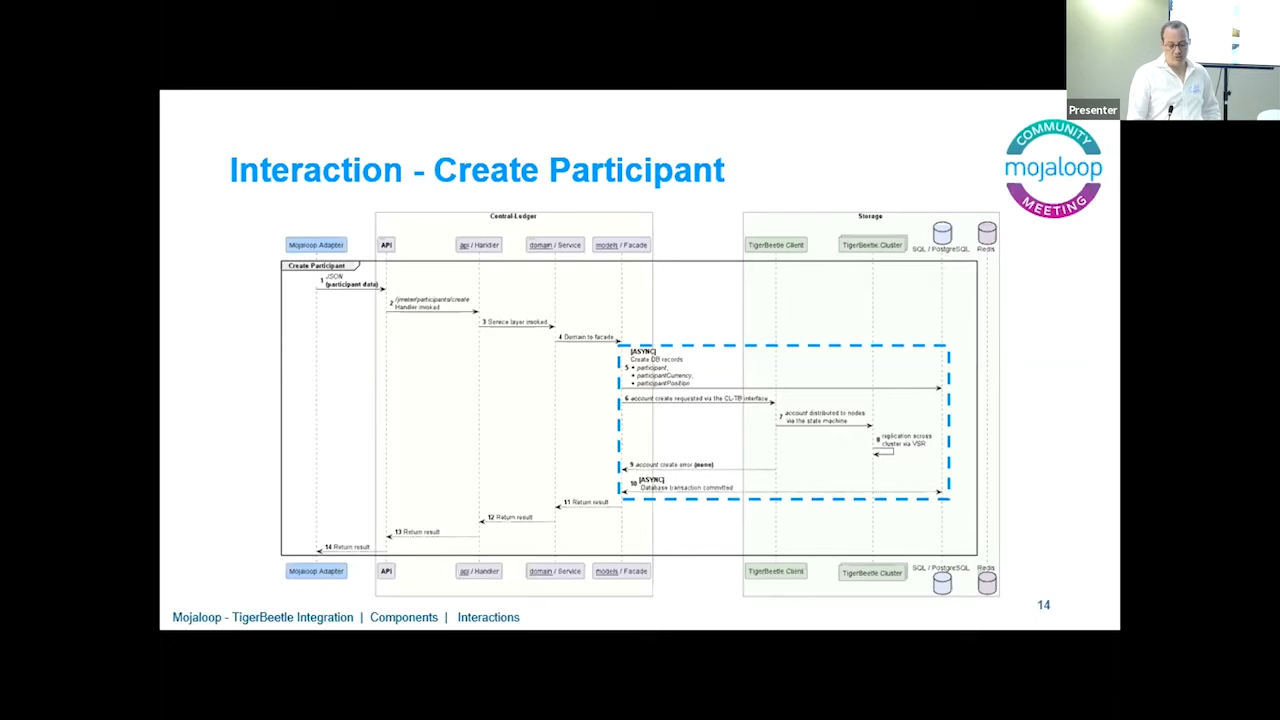 Presenter
COMMUNITY
mojaloop
MEETING
Interaction - Create Participant
Central-Ledger
Storage
Mojaloop Adapter
API
api / Handler
domain / Service
models / Facade
TigerBeetle Client
TigerBeetle Cluster
SQL / PostgreSQL
Redis
Create Participant
1 JSON
(participant data)
2 /jmeter/participants/create
Handler invoked
3 Service layer invoked
4 Domain to facade
[ASYNC]
Create DB records
5 • participant,
• participantCurrency,
• participantPosition
6 account create requested via the CL-TB interface
7 account distributed to nodes
via the state machine
8 replication across
cluster via VSR
9 account create error (none)
10 [ASYNC]
Database transaction committed
11 Return result
12 Return result
13 Return result
14 Return result
Mojaloop Adapter
API
api / Handler
domain / Service
models / Facade
TigerBeetle Client
TigerBeetle Cluster
SQL / PostgreSQL
Redis
14
Mojaloop - TigerBeetle Integration | Components | Interactions